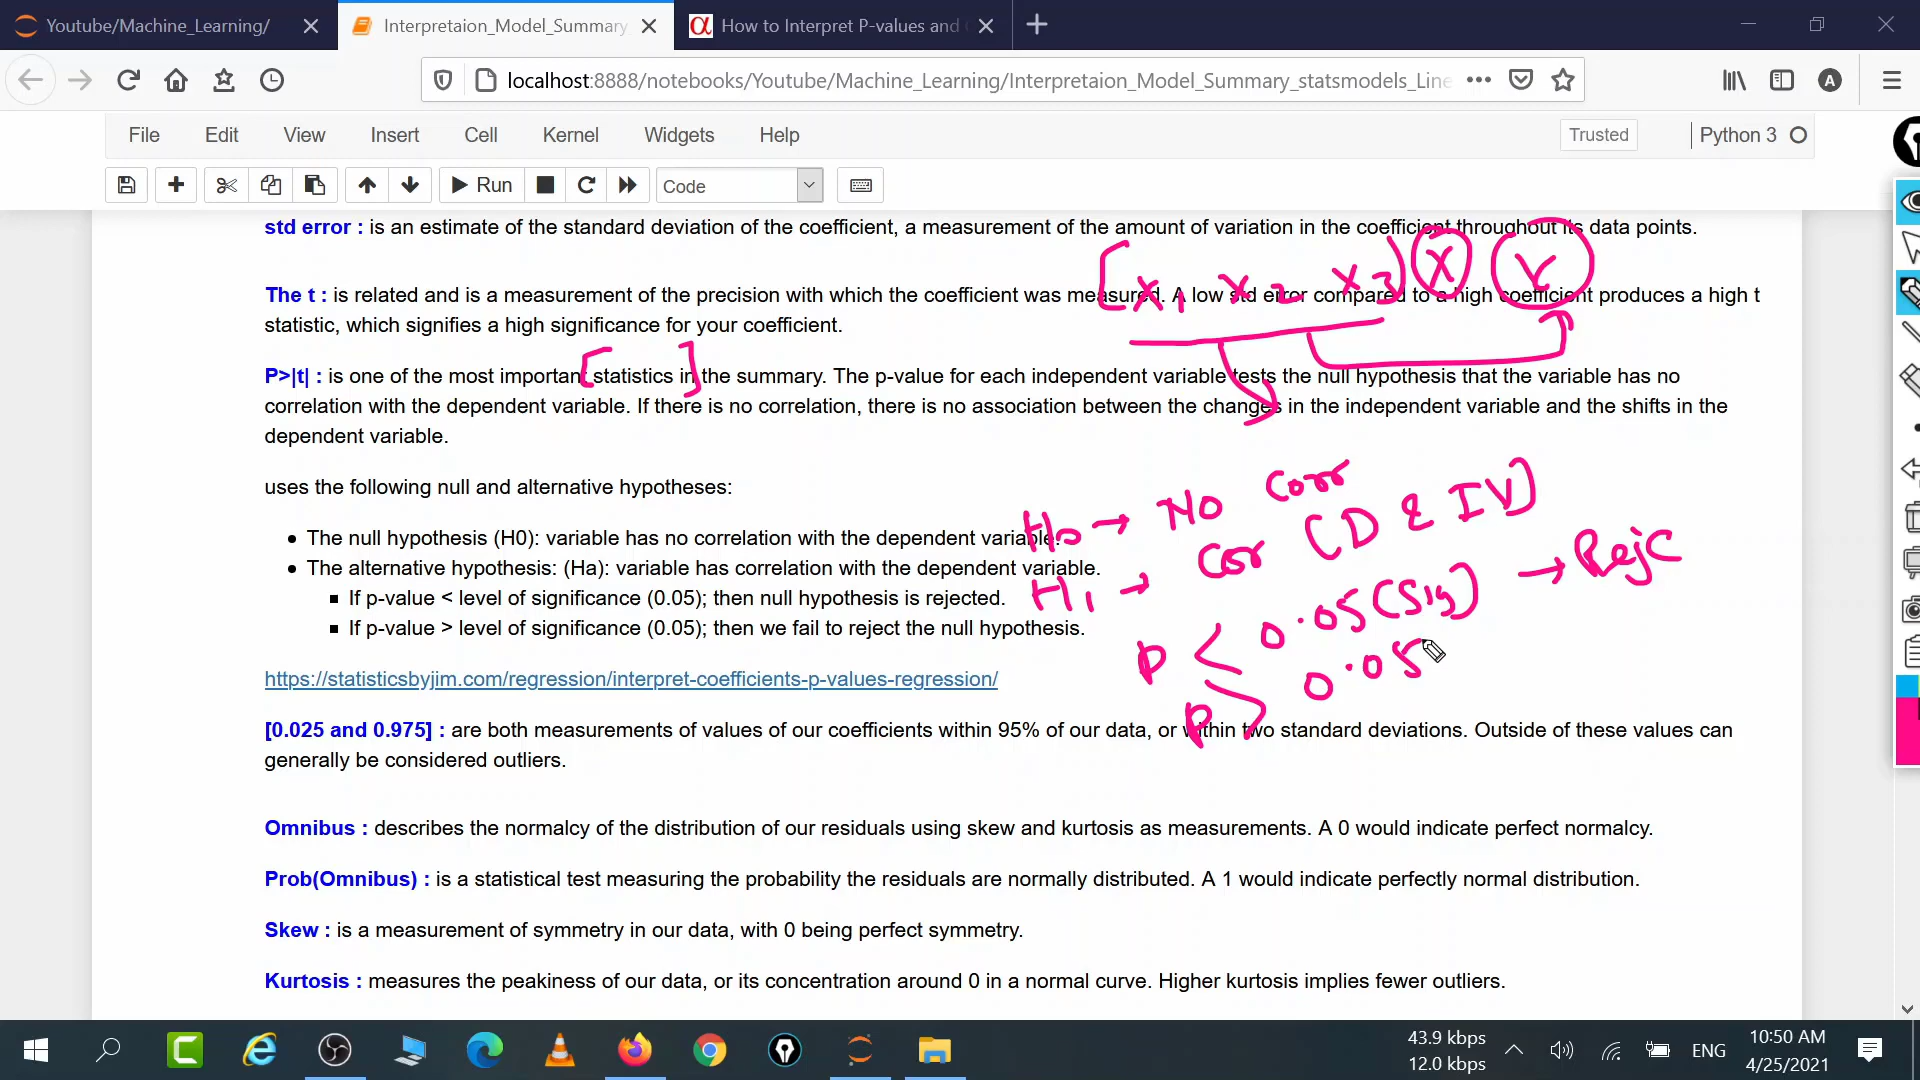 Youtube/Machine_Learning/
Interpretaion_Model_Summary_
How to Interpret P-values and
localhost:8888/notebooks/Youtube/Machine_Learning/Interpretaion_Model_Summary_statsmodels_Line
File Edit View Insert Cell Kernel Widgets Help Trusted Python 3
Run Code
std error : is an estimate of the standard deviation of the coefficient, a measurement of the amount of variation in the coefficient throughout its data points.
[X1 X2 X3) X Y
The t : is related and is a measurement of the precision with which the coefficient was measured. A low std error compared to a high coefficient produces a high t
statistic, which signifies a high significance for your coefficient.
P>|t| : is one of the most important statistics in the summary. The p-value for each independent variable tests the null hypothesis that the variable has no
correlation with the dependent variable. If there is no correlation, there is no association between the changes in the independent variable and the shifts in the
dependent variable.
uses the following null and alternative hypotheses:
H0 → NO Corr
The null hypothesis (H0): variable has no correlation with the dependent variable.
H1 → Cor (D & IV)
The alternative hypothesis: (Ha): variable has correlation with the dependent variable.
If p-value < level of significance (0.05); then null hypothesis is rejected.
P < 0.05 (Sig) → Rejc
If p-value > level of significance (0.05); then we fail to reject the null hypothesis.
P > 0.05
https://statisticsbyjim.com/regression/interpret-coefficients-p-values-regression/
[0.025 and 0.975] : are both measurements of values of our coefficients within 95% of our data, or within two standard deviations. Outside of these values can
generally be considered outliers.
Omnibus : describes the normalcy of the distribution of our residuals using skew and kurtosis as measurements. A 0 would indicate perfect normalcy.
Prob(Omnibus) : is a statistical test measuring the probability the residuals are normally distributed. A 1 would indicate perfectly normal distribution.
Skew : is a measurement of symmetry in our data, with 0 being perfect symmetry.
Kurtosis : measures the peakiness of our data, or its concentration around 0 in a normal curve. Higher kurtosis implies fewer outliers.
43.9 kbps
12.0 kbps
ENG
10:50 AM
4/25/2021